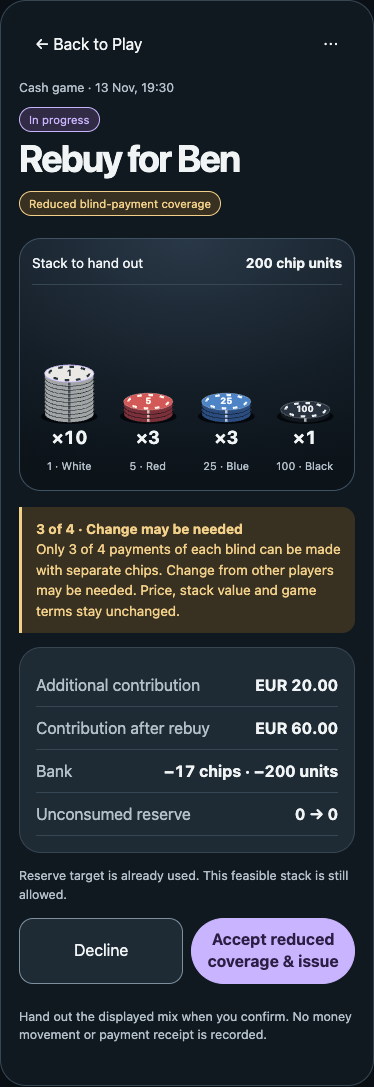 ← Back to Play ···
Cash game · 13 Nov, 19:30
In progress
Rebuy for Ben
Reduced blind-payment coverage
Stack to hand out 200 chip units
1 5 25 100
×10 ×3 ×3 ×1
1 · White 5 · Red 25 · Blue 100 · Black
3 of 4 · Change may be needed
Only 3 of 4 payments of each blind can be made
with separate chips. Change from other players
may be needed. Price, stack value and game
terms stay unchanged.
Additional contribution EUR 20.00
Contribution after rebuy EUR 60.00
Bank −17 chips · −200 units
Unconsumed reserve 0 → 0
Reserve target is already used. This feasible stack is still
allowed.
Decline
Accept reduced
coverage & issue
Hand out the displayed mix when you confirm. No money
movement or payment receipt is recorded.